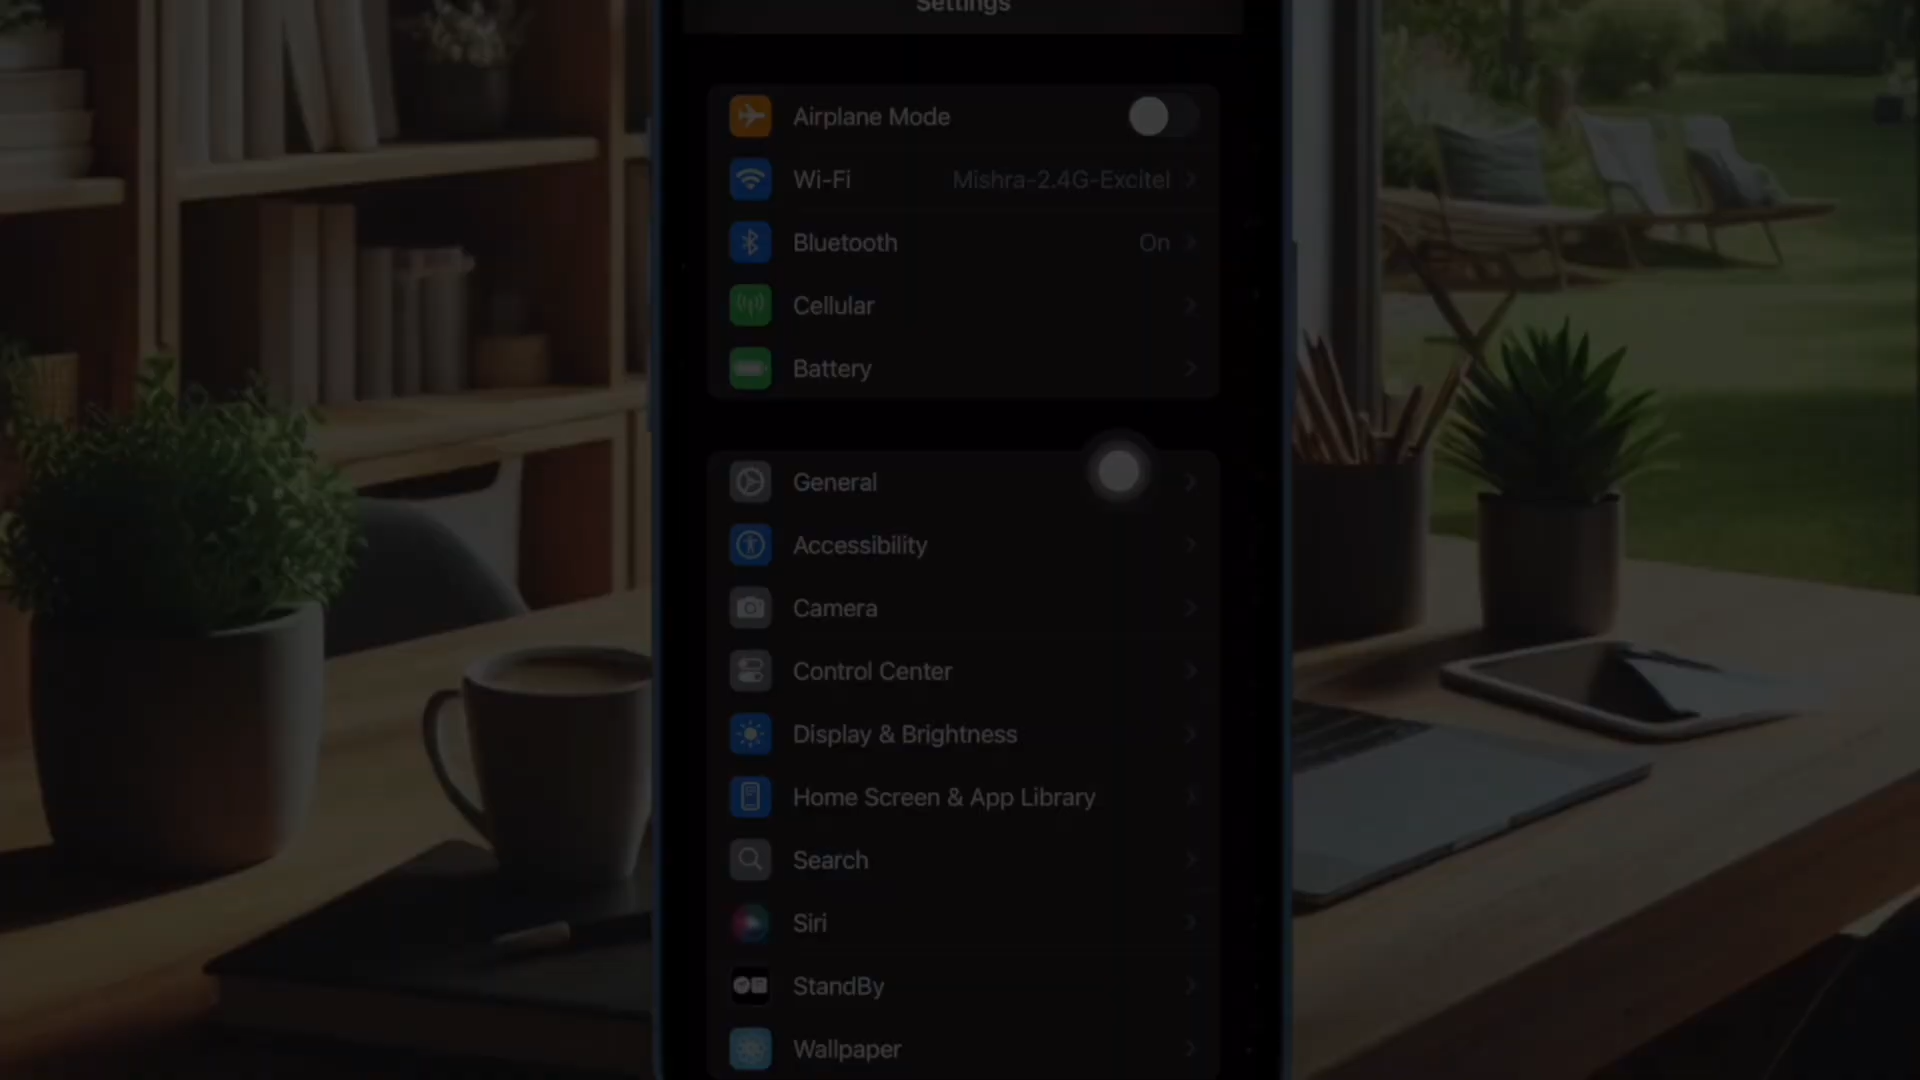 Settings
Airplane Mode
Wi-Fi Mishra-2.4G-Excitel
Bluetooth On
Cellular
Battery
General
Accessibility
Camera
Control Center
Display & Brightness
Home Screen & App Library
Search
Siri
StandBy
Wallpaper